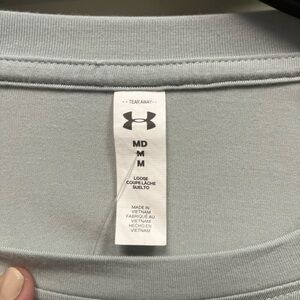 -- TEAR AWAY --
MD
M
M
LOOSE
COUPE LÂCHE
SUELTO
MADE IN
VIETNAM
FABRIQUÉ AU
VIETNAM
HECHO EN
VIETNAM